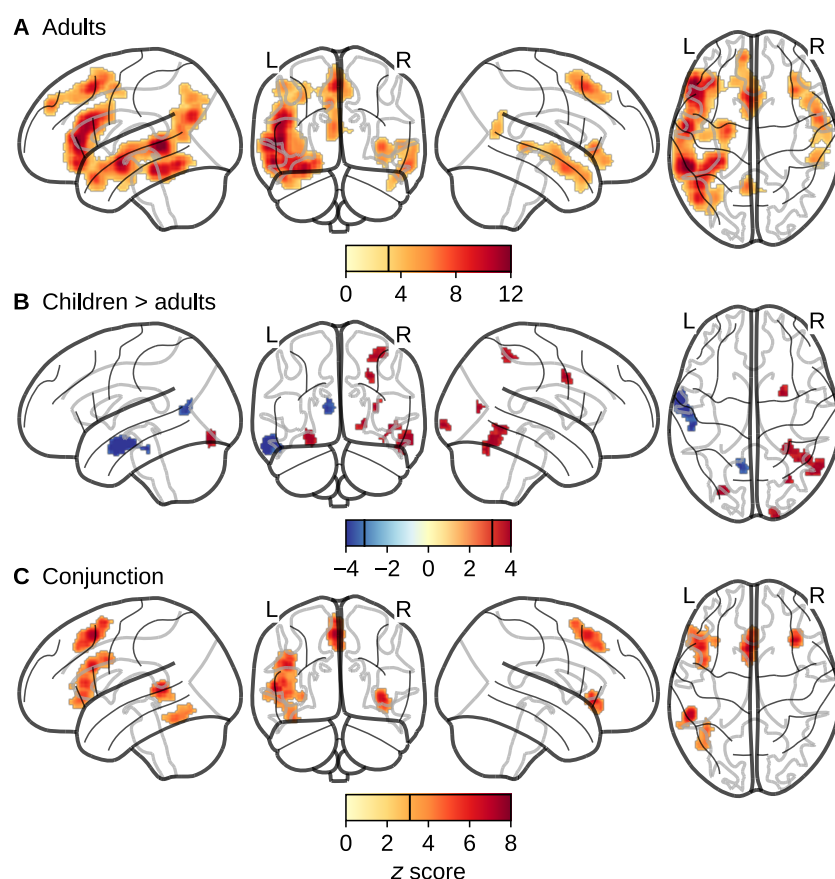 A Adults
L R L R
0 4 8 12
B Children > adults
L R L R
−4 −2 0 2 4
C Conjunction
L R L R
0 2 4 6 8
z score